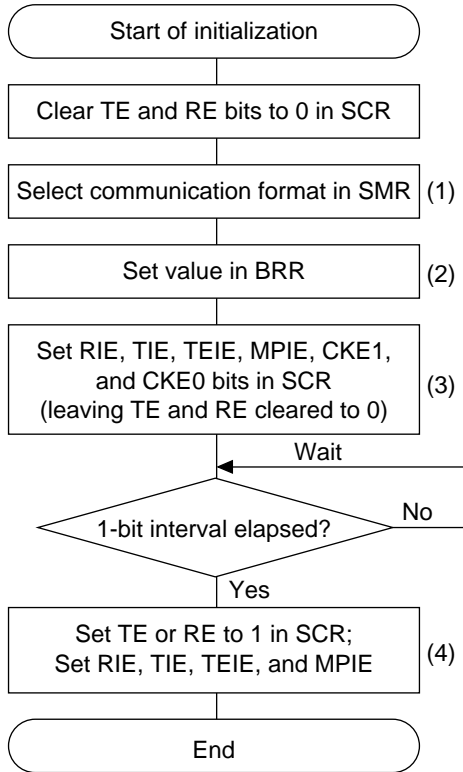 Start of initialization
Clear TE and RE bits to 0 in SCR
Select communication format in SMR (1)
Set value in BRR (2)
Set RIE, TIE, TEIE, MPIE, CKE1,
and CKE0 bits in SCR
(leaving TE and RE cleared to 0) (3)
Wait
1-bit interval elapsed? No
Yes
Set TE or RE to 1 in SCR;
Set RIE, TIE, TEIE, and MPIE (4)
End